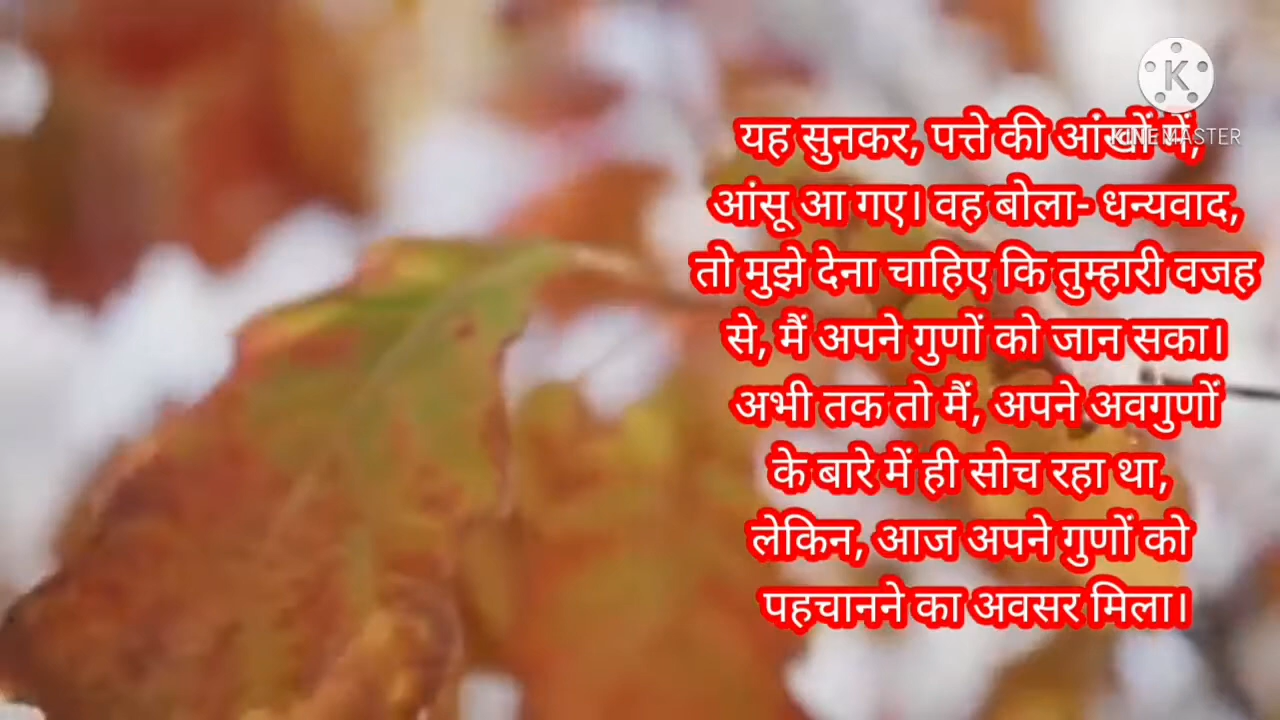 K
KINEMASTER
यह सुनकर, पत्ते की आंखों में,
आंसू आ गए। वह बोला- धन्यवाद,
तो मुझे देना चाहिए कि तुम्हारी वजह
से, मैं अपने गुणों को जान सका।
अभी तक तो मैं, अपने अवगुणों
के बारे में ही सोच रहा था,
लेकिन, आज अपने गुणों को
पहचानने का अवसर मिला।